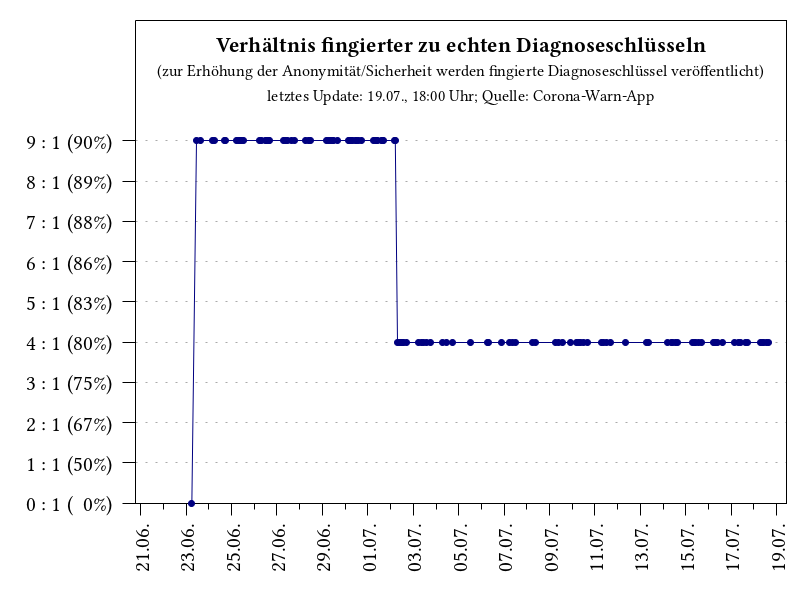 Verhältnis fingierter zu echten Diagnoseschlüsseln
(zur Erhöhung der Anonymität/Sicherheit werden fingierte Diagnoseschlüssel veröffentlicht)
letztes Update: 19.07., 18:00 Uhr; Quelle: Corona-Warn-App
9 : 1 (90%)
8 : 1 (89%)
7 : 1 (88%)
6 : 1 (86%)
5 : 1 (83%)
4 : 1 (80%)
3 : 1 (75%)
2 : 1 (67%)
1 : 1 (50%)
0 : 1 (  0%)
21.06.
23.06.
25.06.
27.06.
29.06.
01.07.
03.07.
05.07.
07.07.
09.07.
11.07.
13.07.
15.07.
17.07.
19.07.